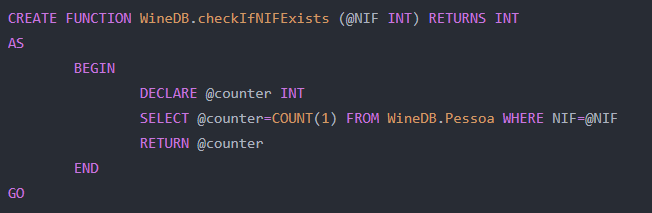 CREATE FUNCTION WineDB.checkIfNIFExists (@NIF INT) RETURNS INT
AS
BEGIN
DECLARE @counter INT
SELECT @counter=COUNT(1) FROM WineDB.Pessoa WHERE NIF=@NIF
RETURN @counter
END
GO